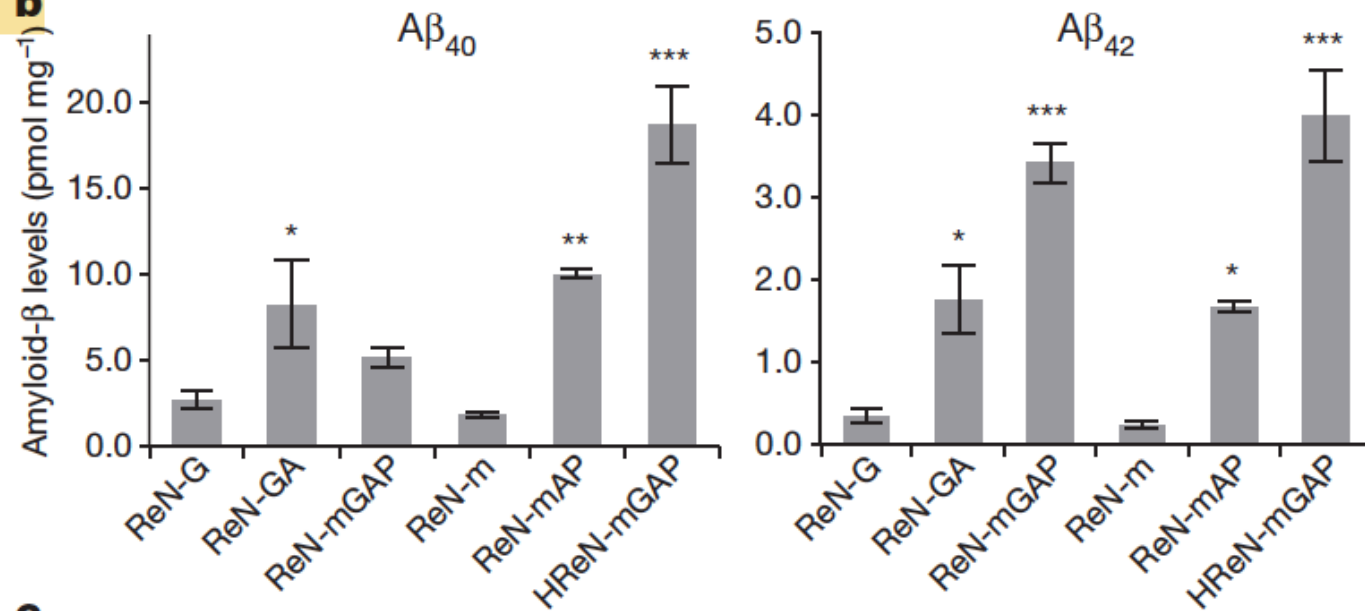 b
Amyloid-β levels (pmol mg⁻¹)
Aβ₄₀
20.0
15.0
10.0
5.0
0.0
*
**
***
ReN-G
ReN-GA
ReN-mGAP
ReN-m
ReN-mAP
HReN-mGAP
Aβ₄₂
5.0
4.0
3.0
2.0
1.0
0.0
*
***
*
***
ReN-G
ReN-GA
ReN-mGAP
ReN-m
ReN-mAP
HReN-mGAP